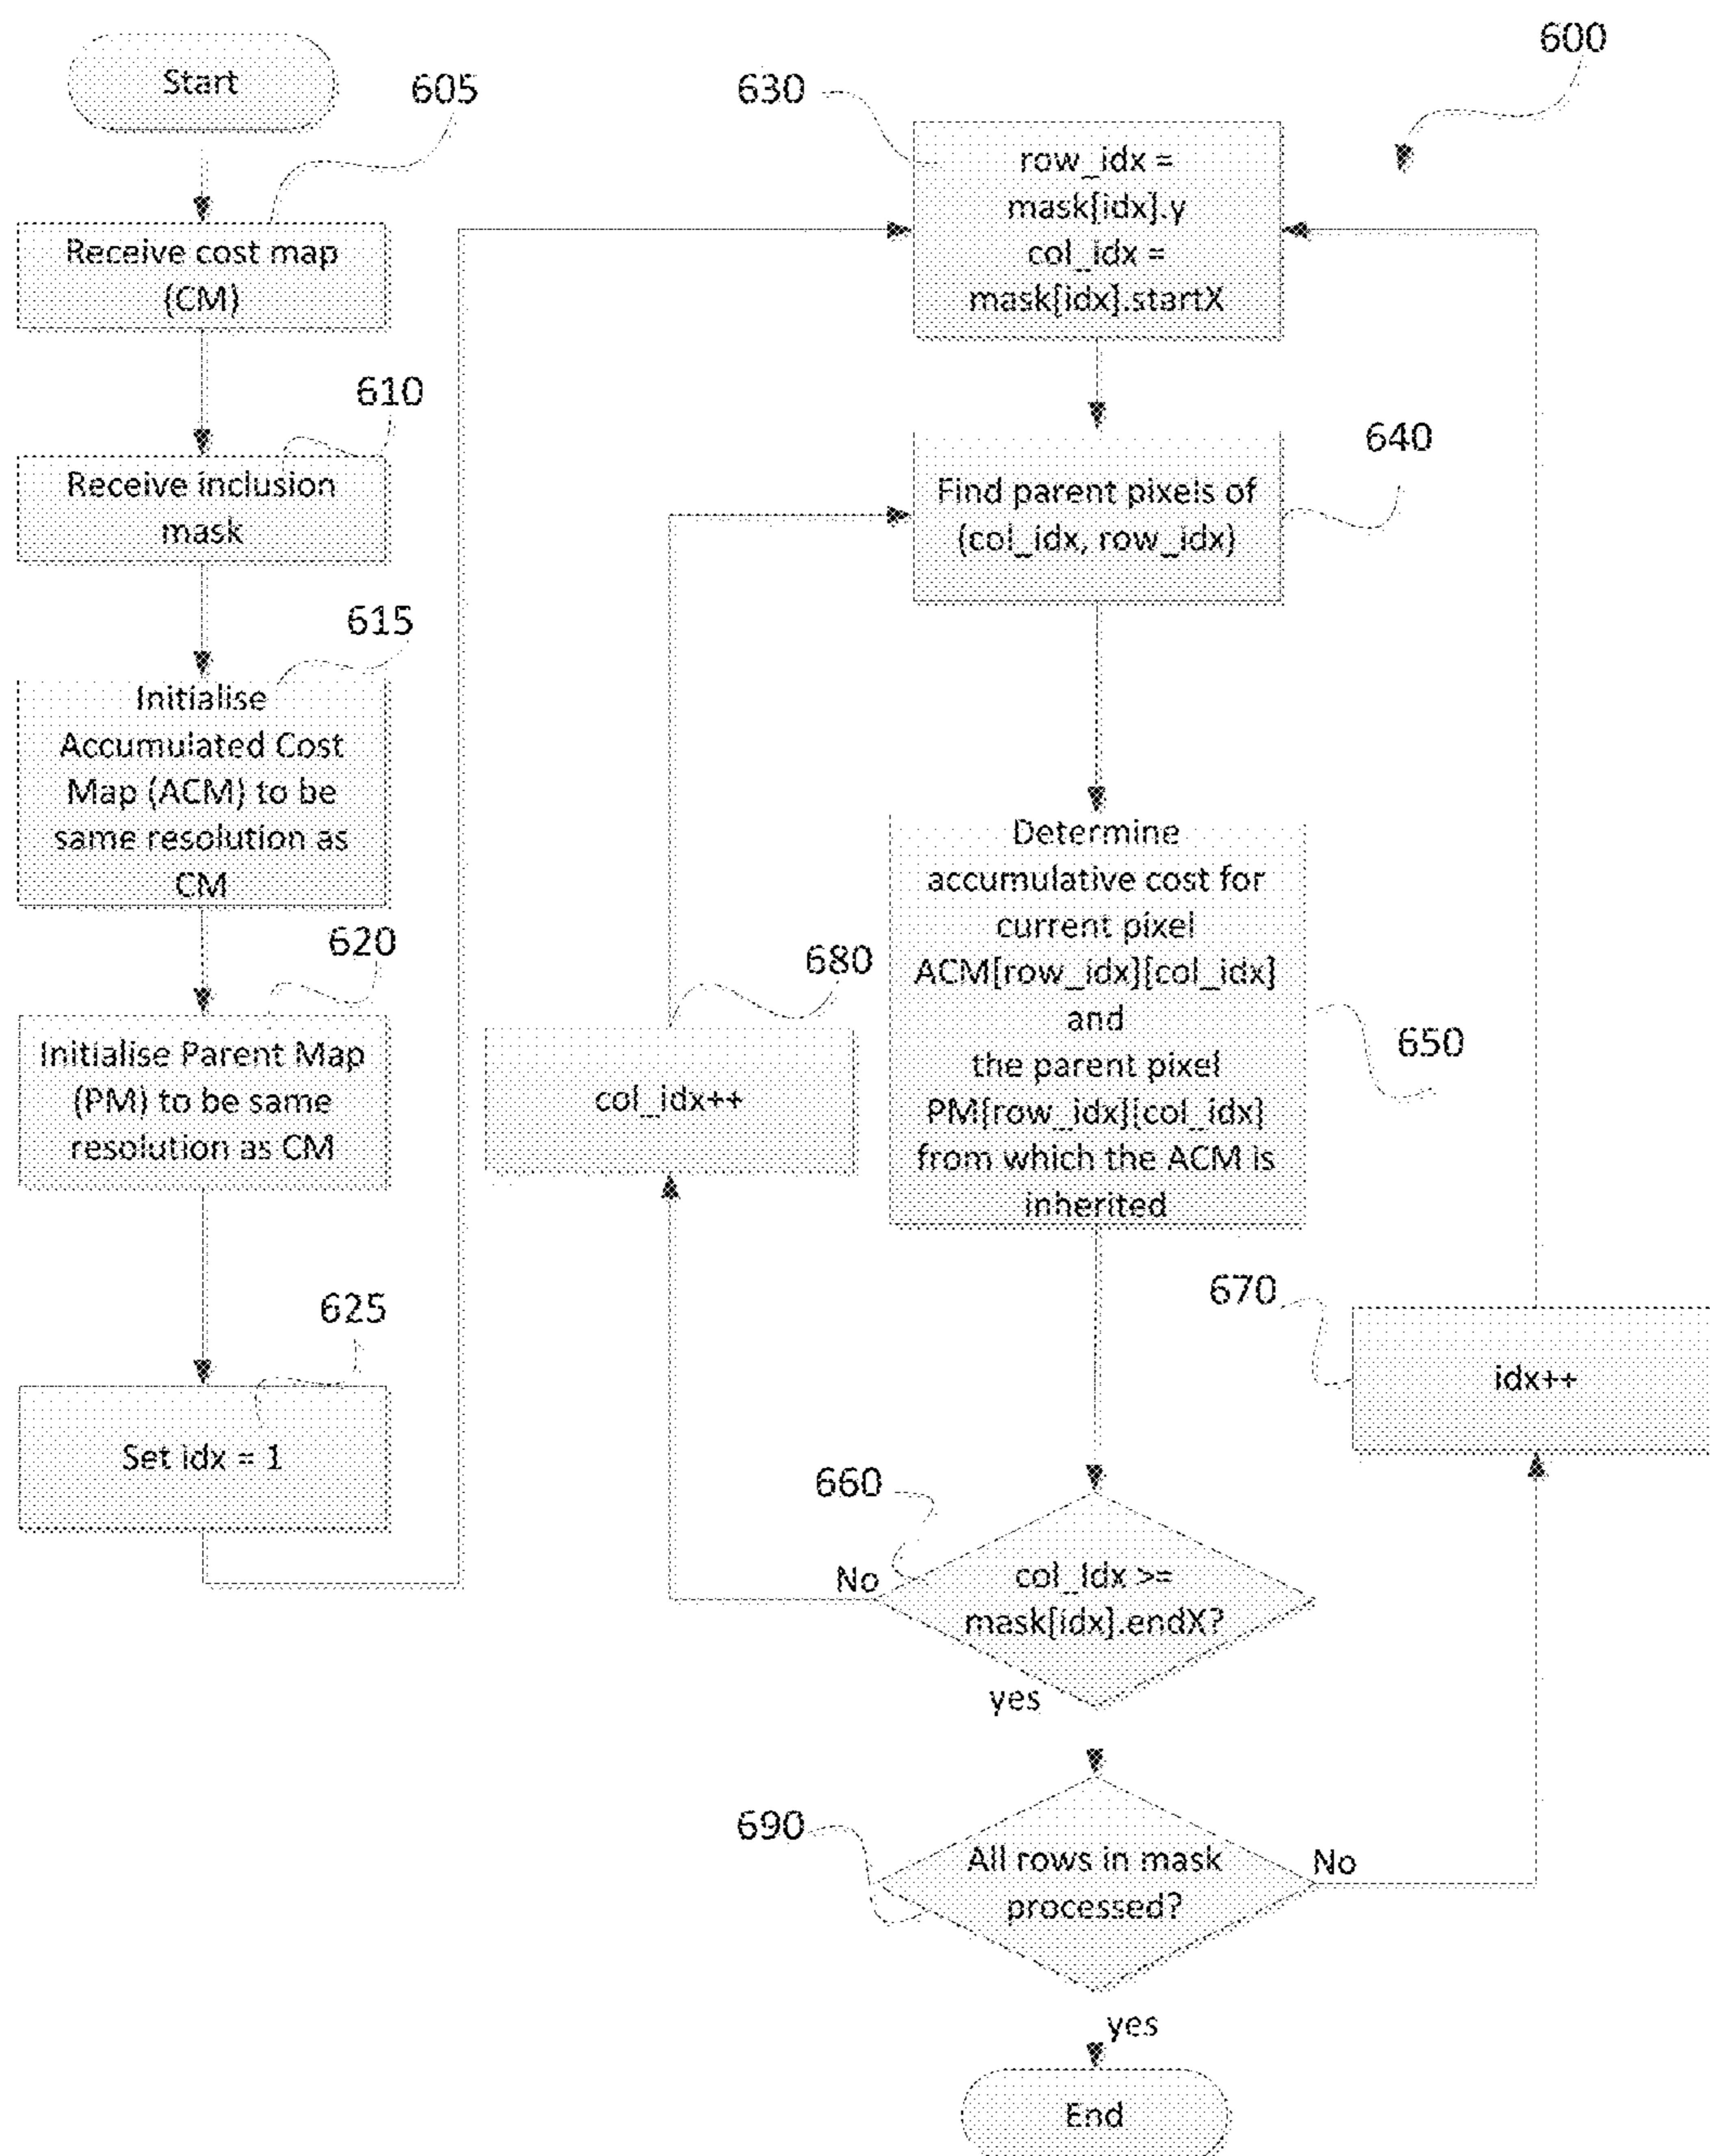 Start
605
Receive cost map
(CM)
610
Receive inclusion
mask
615
Initialise
Accumulated Cost
Map (ACM) to be
same resolution as
CM
620
Initialise Parent Map
(PM) to be same
resolution as CM
625
Set idx = 1
600
630
row_idx =
mask[idx].y
col_idx =
mask[idx].startX
640
Find parent pixels of
(col_idx, row_idx)
650
Determine
accumulative cost for
current pixel
ACM[row_idx][col_idx]
and
the parent pixel
PM[row_idx][col_idx]
from which the ACM is
inherited
680
col_idx++
670
idx++
660
col_Idx >=
mask[idx].endX?
No
yes
690
All rows in mask
processed?
No
yes
End